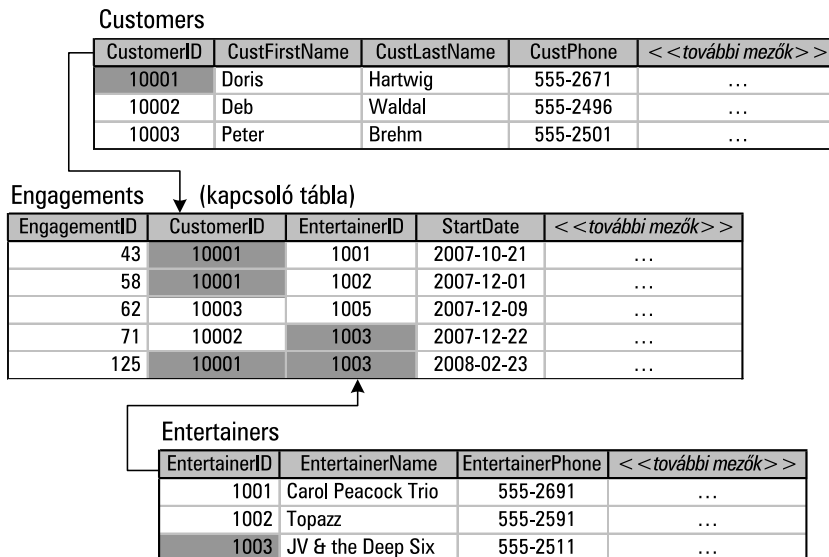 Customers
CustomerID CustFirstName CustLastName CustPhone <<további mezők>>
10001 Doris Hartwig 555-2671 ...
10002 Deb Waldal 555-2496 ...
10003 Peter Brehm 555-2501 ...
Engagements (kapcsoló tábla)
EngagementID CustomerID EntertainerID StartDate <<további mezők>>
43 10001 1001 2007-10-21 ...
58 10001 1002 2007-12-01 ...
62 10003 1005 2007-12-09 ...
71 10002 1003 2007-12-22 ...
125 10001 1003 2008-02-23 ...
Entertainers
EntertainerID EntertainerName EntertainerPhone <<további mezők>>
1001 Carol Peacock Trio 555-2691 ...
1002 Topazz 555-2591 ...
1003 JV & the Deep Six 555-2511 ...